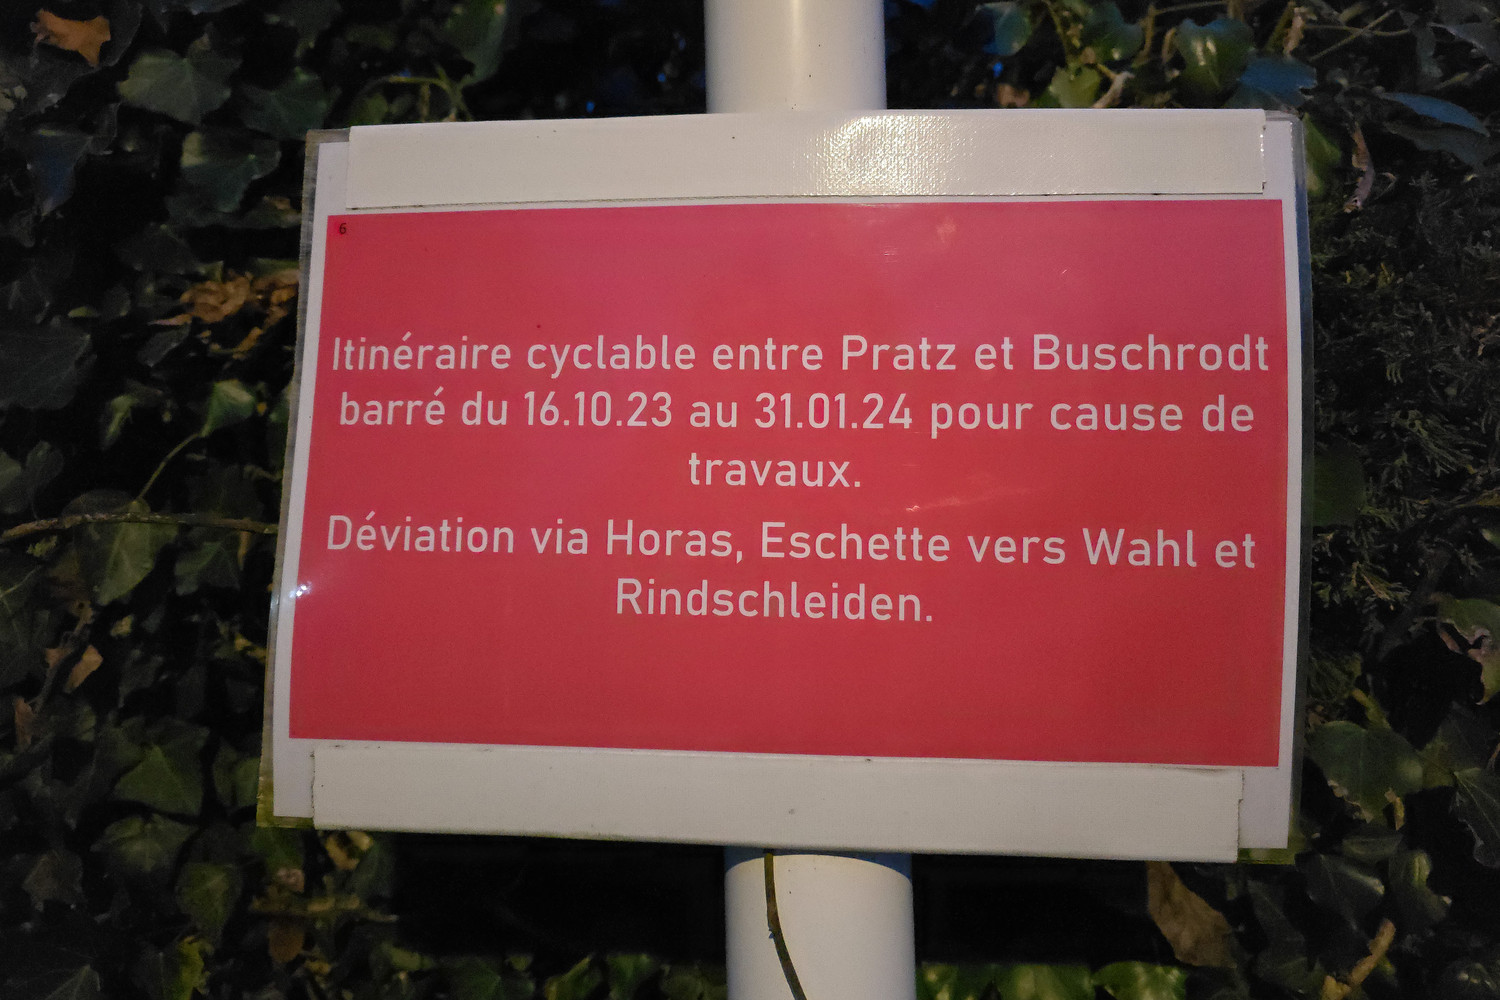 6
Itinéraire cyclable entre Pratz et Buschrodt
barré du 16.10.23 au 31.01.24 pour cause de
travaux.
Déviation via Horas, Eschette vers Wahl et
Rindschleiden.